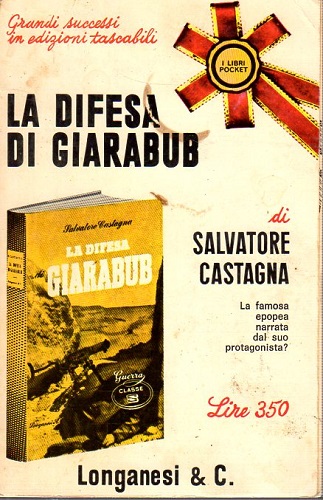 Grandi successi
in edizioni tascabili
I LIBRI
POCKET
LA DIFESA
DI GIARABUB
di
SALVATORE
CASTAGNA
La famosa
epopea
narrata
dal suo
protagonista?
Lire 350
Salvatore Castagna
LA DIFESA
GIARABUB
Guerra
CLASSE
S
Longanesi & C.